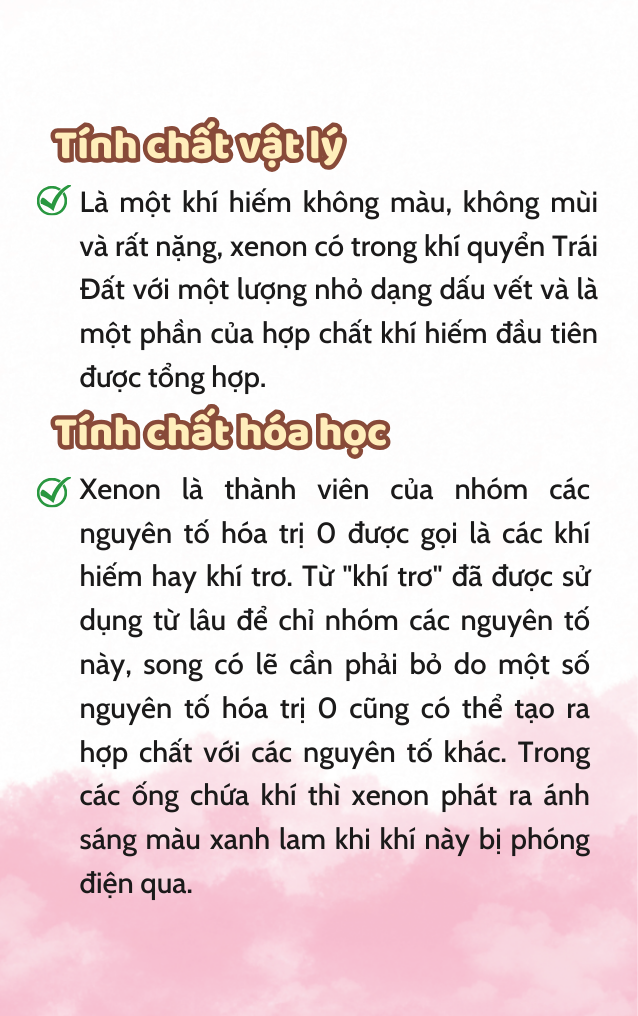 Tính chất vật lý
Là một khí hiếm không màu, không mùi
và rất nặng, xenon có trong khí quyển Trái
Đất với một lượng nhỏ dạng dấu vết và là
một phần của hợp chất khí hiếm đầu tiên
được tổng hợp.
Tính chất hóa học
Xenon là thành viên của nhóm các
nguyên tố hóa trị 0 được gọi là các khí
hiếm hay khí trơ. Từ "khí trơ" đã được sử
dụng từ lâu để chỉ nhóm các nguyên tố
này, song có lẽ cần phải bỏ do một số
nguyên tố hóa trị 0 cũng có thể tạo ra
hợp chất với các nguyên tố khác. Trong
các ống chứa khí thì xenon phát ra ánh
sáng màu xanh lam khi khí này bị phóng
điện qua.